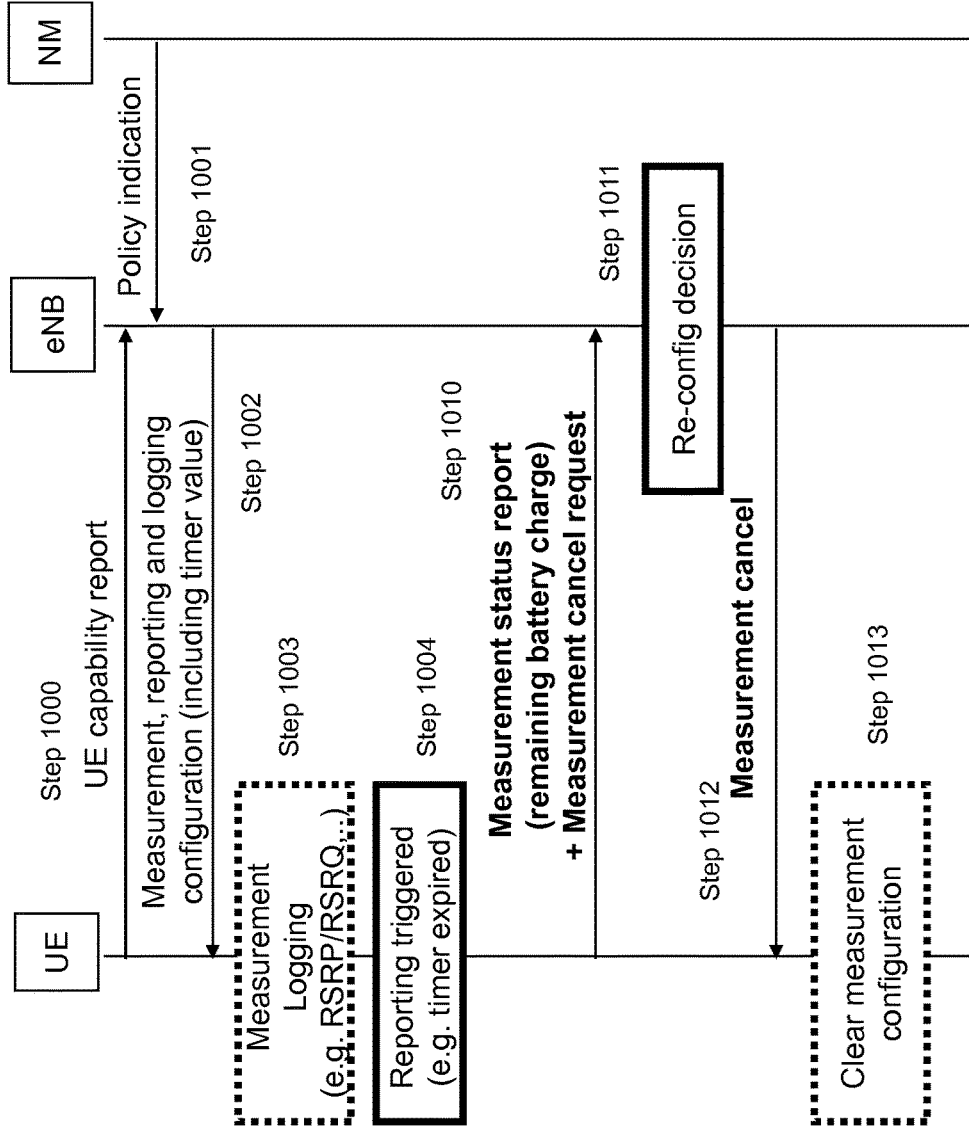 UE
eNB
NM
Step 1000
UE capability report
Policy indication
Step 1001
Measurement, reporting and logging
configuration (including timer value)
Step 1002
Measurement
Logging
(e.g. RSRP/RSRQ,..)
Step 1003
Reporting triggered
(e.g. timer expired)
Step 1004
Step 1010
Measurement status report
(remaining battery charge)
+ Measurement cancel request
Step 1011
Re-config decision
Step 1012
Measurement cancel
Clear measurement
configuration
Step 1013